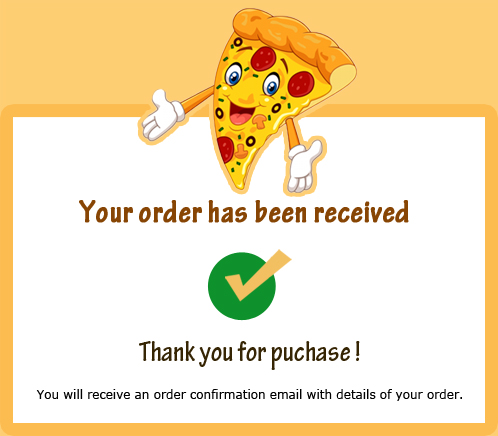 Your order has been received
Thank you for puchase !
You will receive an order confirmation email with details of your order.